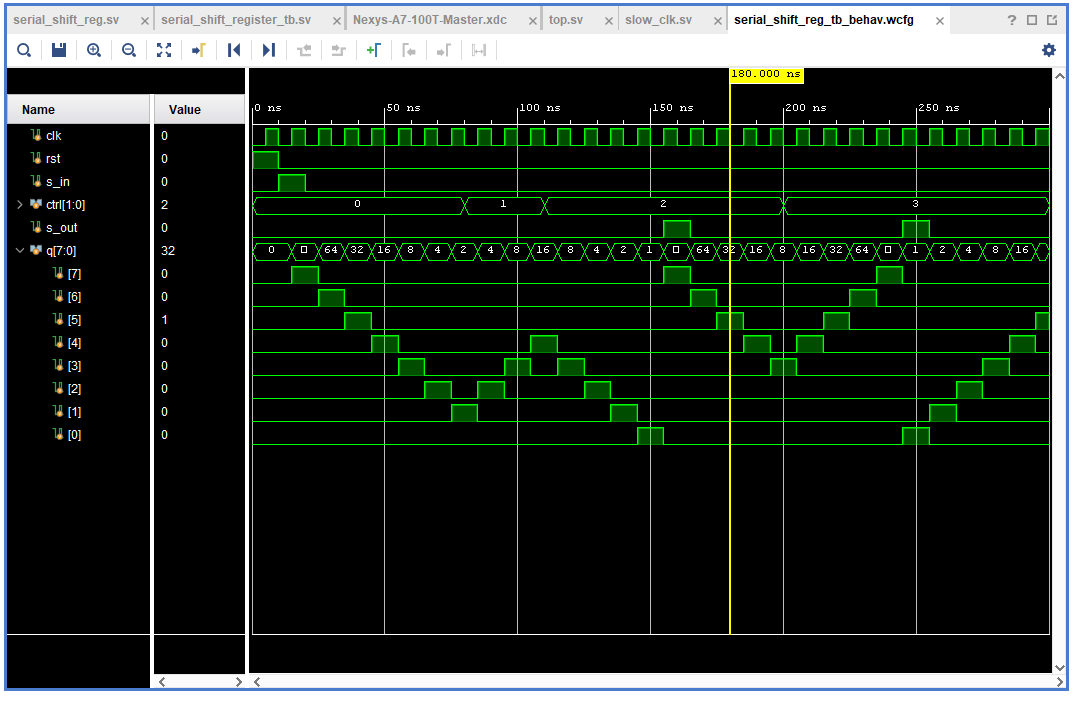 serial_shift_reg.sv × serial_shift_register_tb.sv × Nexys-A7-100T-Master.xdc × top.sv × slow_clk.sv × serial_shift_reg_tb_behav.wcfg × ?
180.000 ns
Name Value 0 ns 50 ns 100 ns 150 ns 200 ns 250 ns
clk 0
rst 0
s_in 0
ctrl[1:0] 2 0 1 2 3
s_out 0
q[7:0] 32 0 64 32 16 8 4 2 4 8 16 8 4 2 1 64 32 16 8 16 32 64 1 2 4 8 16
[7] 0
[6] 0
[5] 1
[4] 0
[3] 0
[2] 0
[1] 0
[0] 0